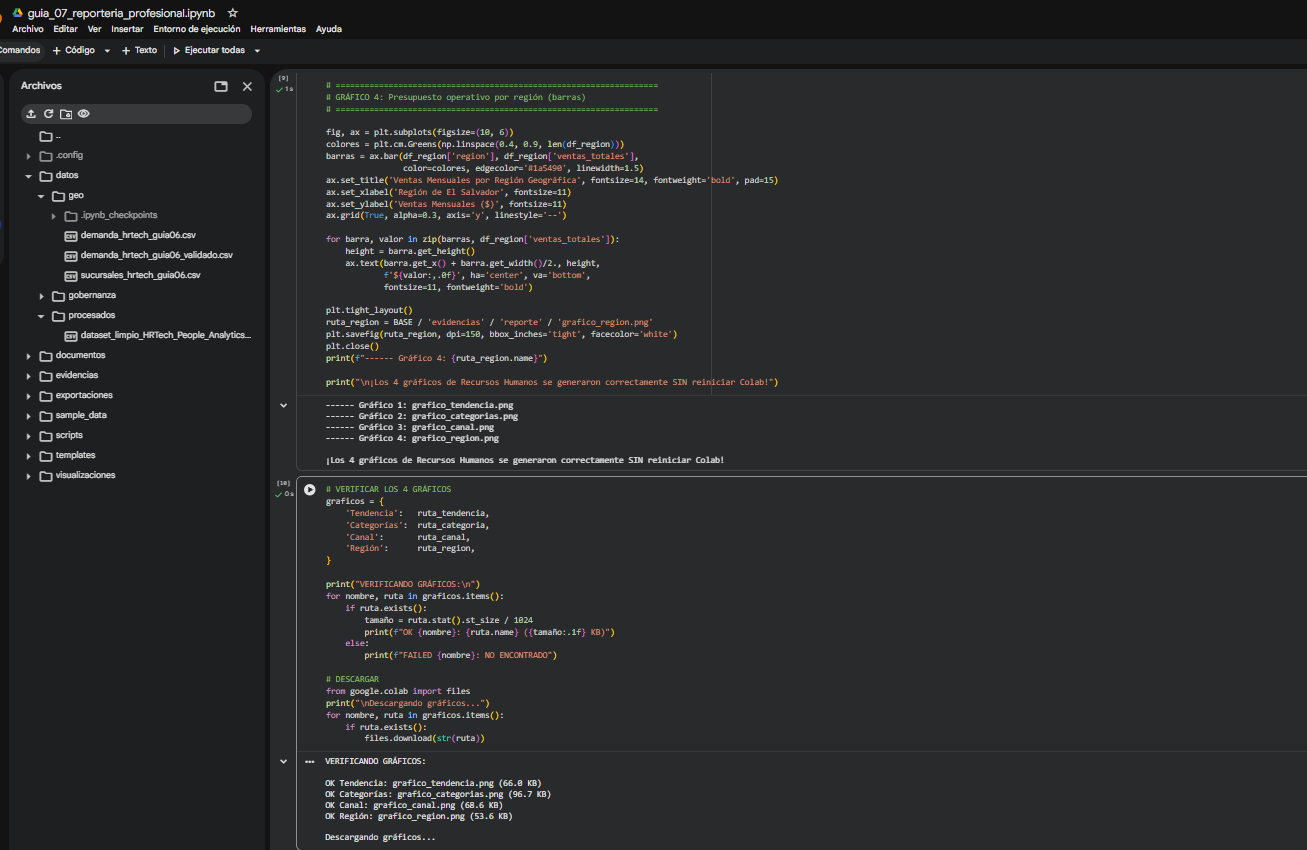 guia_07_reporteria_profesional.ipynb
Archivo Editar Ver Insertar Entorno de ejecución Herramientas Ayuda
Comandos + Código + Texto Ejecutar todas
Archivos
..
.config
datos
geo
.ipynb_checkpoints
demanda_hrtech_guia06.csv
demanda_hrtech_guia06_validado.csv
sucursales_hrtech_guia06.csv
gobernanza
procesados
dataset_limpio_HRTech_People_Analytics...
documentos
evidencias
exportaciones
sample_data
scripts
templates
visualizaciones
[9]
1s
# ==================================================================
# GRÁFICO 4: Presupuesto operativo por región (barras)
# ==================================================================
fig, ax = plt.subplots(figsize=(10, 6))
colores = plt.cm.Greens(np.linspace(0.4, 0.9, len(df_region)))
barras = ax.bar(df_region['region'], df_region['ventas_totales'],
color=colores, edgecolor='#1a5490', linewidth=1.5)
ax.set_title('Ventas Mensuales por Región Geográfica', fontsize=14, fontweight='bold', pad=15)
ax.set_xlabel('Región de El Salvador', fontsize=11)
ax.set_ylabel('Ventas Mensuales ($)', fontsize=11)
ax.grid(True, alpha=0.3, axis='y', linestyle='--')
for barra, valor in zip(barras, df_region['ventas_totales']):
height = barra.get_height()
ax.text(barra.get_x() + barra.get_width()/2., height,
f'${valor:,.0f}', ha='center', va='bottom',
fontsize=11, fontweight='bold')
plt.tight_layout()
ruta_region = BASE / 'evidencias' / 'reporte' / 'grafico_region.png'
plt.savefig(ruta_region, dpi=150, bbox_inches='tight', facecolor='white')
plt.close()
print(f"------ Gráfico 4: {ruta_region.name}")
print("\n¡Los 4 gráficos de Recursos Humanos se generaron correctamente SIN reiniciar Colab!")
------ Gráfico 1: grafico_tendencia.png
------ Gráfico 2: grafico_categorias.png
------ Gráfico 3: grafico_canal.png
------ Gráfico 4: grafico_region.png
¡Los 4 gráficos de Recursos Humanos se generaron correctamente SIN reiniciar Colab!
[10]
0s
# VERIFICAR LOS 4 GRÁFICOS
graficos = {
'Tendencia': ruta_tendencia,
'Categorías': ruta_categoria,
'Canal': ruta_canal,
'Región': ruta_region,
}
print("VERIFICANDO GRÁFICOS:\n")
for nombre, ruta in graficos.items():
if ruta.exists():
tamaño = ruta.stat().st_size / 1024
print(f"OK {nombre}: {ruta.name} ({tamaño:.1f} KB)")
else:
print(f"FAILED {nombre}: NO ENCONTRADO")
# DESCARGAR
from google.colab import files
print("\nDescargando gráficos...")
for nombre, ruta in graficos.items():
if ruta.exists():
files.download(str(ruta))
VERIFICANDO GRÁFICOS:
OK Tendencia: grafico_tendencia.png (66.0 KB)
OK Categorías: grafico_categorias.png (96.7 KB)
OK Canal: grafico_canal.png (68.6 KB)
OK Región: grafico_region.png (53.6 KB)
Descargando gráficos...